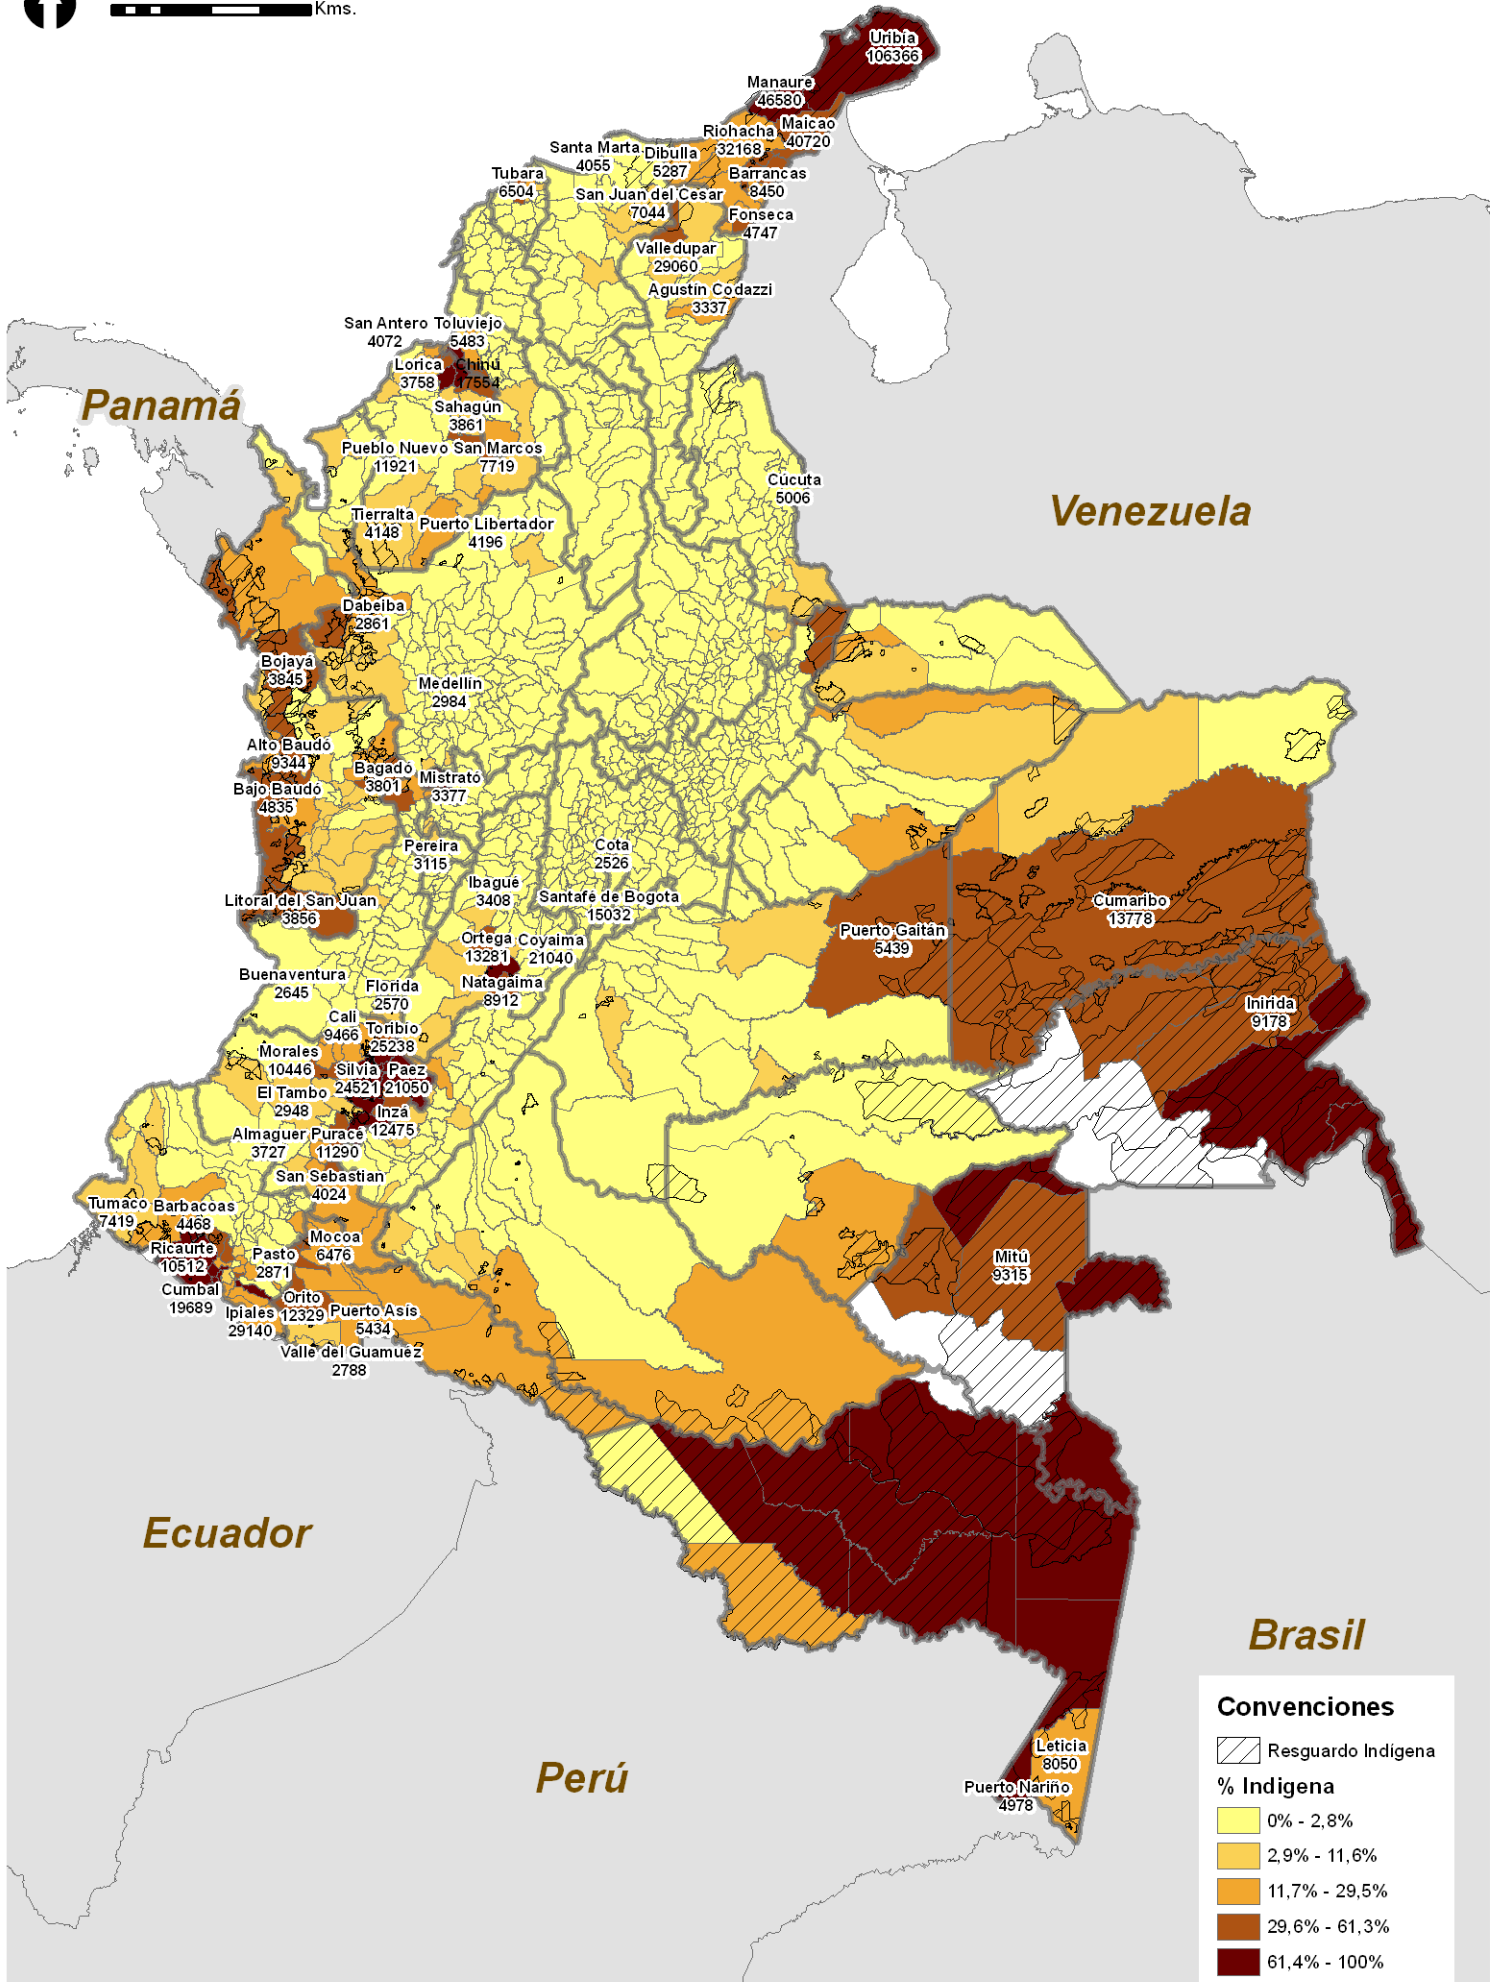 Kms.
Uribia
106366
Manaure
46580
Maicao
40720
Riohacha
32168
Santa Marta
4055
Dibulla
5287
Tubara
6504
Barrancas
8450
San Juan del Cesar
7044
Fonseca
4747
Valledupar
29060
Agustín Codazzi
3337
San Antero
4072
Toluviejo
5483
Lorica
3758
Chinú
17554
Panamá
Sahagún
3861
Pueblo Nuevo
11921
San Marcos
7719
Cúcuta
5006
Venezuela
Tierralta
4148
Puerto Libertador
4196
Dabeiba
2861
Bojayá
3845
Medellín
2984
Alto Baudó
9344
Bagadó
3801
Mistrató
3377
Bajo Baudó
4835
Pereira
3115
Cota
2526
Ibagué
3408
Santafé de Bogota
15032
Litoral del San Juan
3856
Cumaribo
13778
Puerto Gaitán
5439
Ortega
13281
Coyaima
21040
Natagaima
8912
Buenaventura
2645
Florida
2570
Inirida
9178
Cali
9466
Toribio
25238
Morales
10446
Silvia
24521
Paez
21050
El Tambo
2948
Inzá
12475
Almaguer
3727
Purace
11290
San Sebastian
4024
Tumaco
7419
Barbacoas
4468
Mocoa
6476
Ricaurte
10512
Pasto
2871
Mitú
9315
Cumbal
19689
Orito
12329
Ipiales
29140
Puerto Asís
5434
Valle del Guamuéz
2788
Ecuador
Brasil
Perú
Leticia
8050
Puerto Nariño
4978
Convenciones
Resguardo Indígena
% Indigena
0% - 2,8%
2,9% - 11,6%
11,7% - 29,5%
29,6% - 61,3%
61,4% - 100%